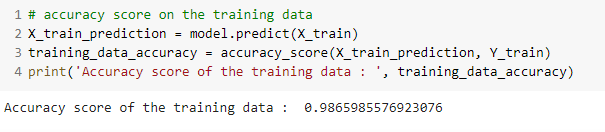 1 # accuracy score on the training data
2 X_train_prediction = model.predict(X_train)
3 training_data_accuracy = accuracy_score(X_train_prediction, Y_train)
4 print('Accuracy score of the training data : ', training_data_accuracy)
Accuracy score of the training data :  0.9865985576923076